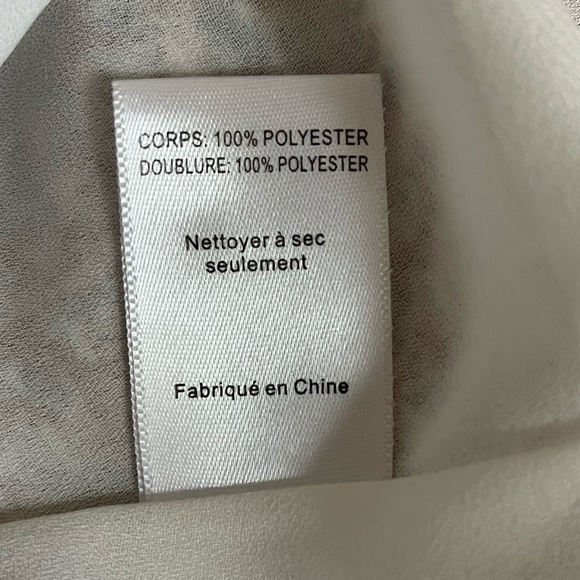 CORPS: 100% POLYESTER
DOUBLURE: 100% POLYESTER
Nettoyer à sec
seulement
Fabriqué en Chine